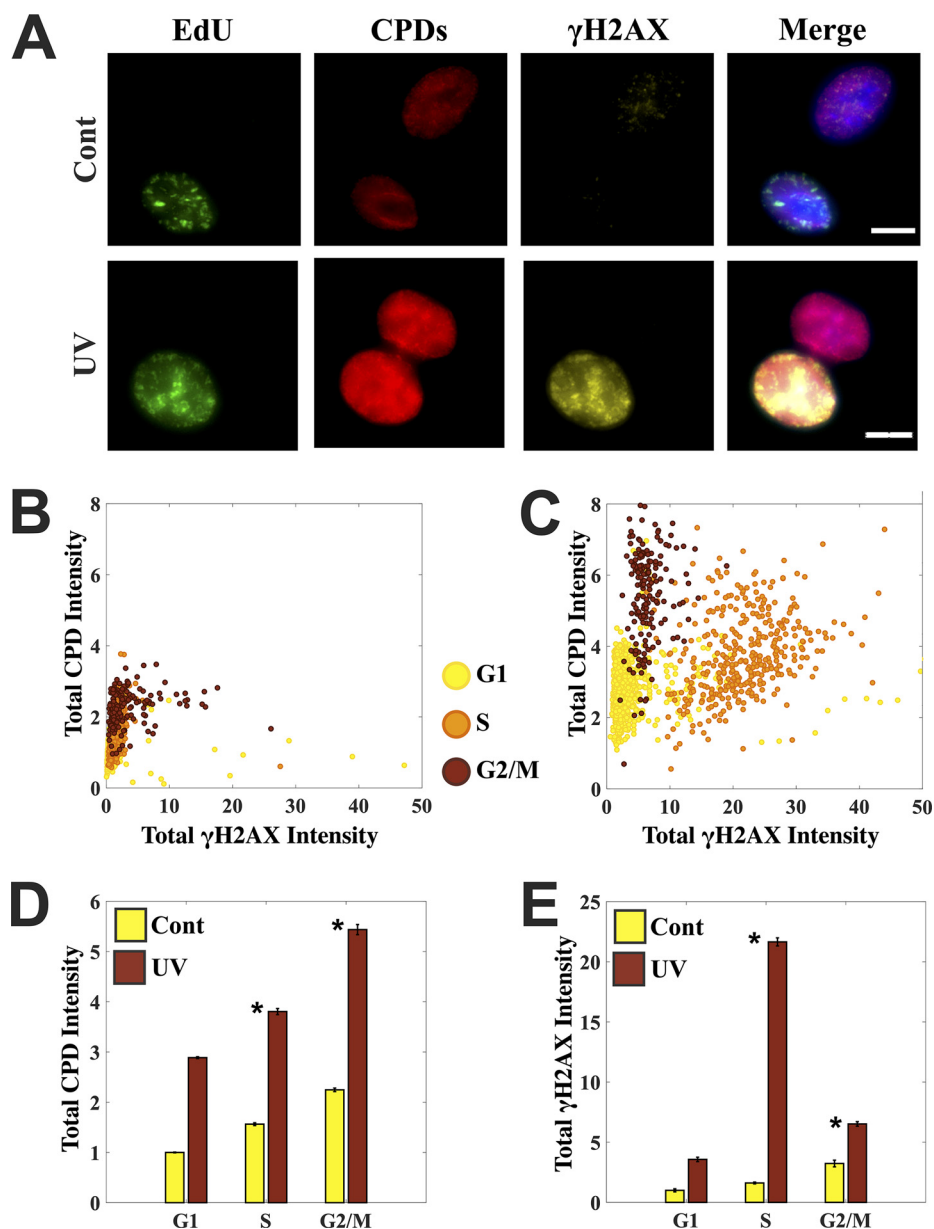 A
EdU CPDs γH2AX Merge
Cont
UV
B
8
6
4
2
0
Total CPD Intensity
0 10 20 30 40 50
Total γH2AX Intensity
G1
S
G2/M
C
8
6
4
2
0
Total CPD Intensity
0 10 20 30 40 50
Total γH2AX Intensity
D
6
5
4
3
2
1
0
Total CPD Intensity
Cont
UV
*
*
G1 S G2/M
E
25
20
15
10
5
0
Total γH2AX Intensity
Cont
UV
*
*
G1 S G2/M